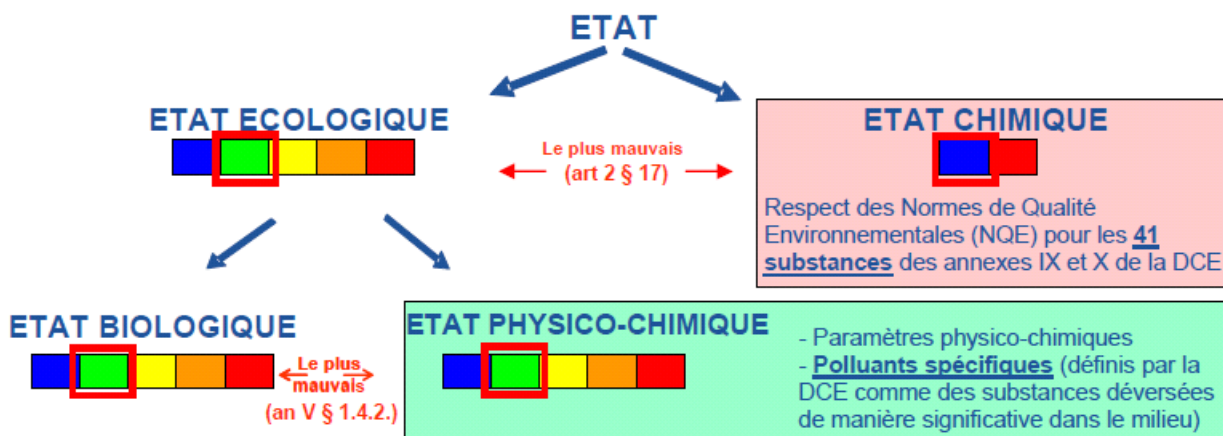 ETAT
ETAT ECOLOGIQUE
Le plus mauvais
(art 2 § 17)
ETAT CHIMIQUE
Respect des Normes de Qualité
Environnementales (NQE) pour les 41
substances des annexes IX et X de la DCE
ETAT BIOLOGIQUE
Le plus
mauvais
(an V § 1.4.2.)
ETAT PHYSICO-CHIMIQUE
- Paramètres physico-chimiques
- Polluants spécifiques (définis par la
DCE comme des substances déversées
de manière significative dans le milieu)